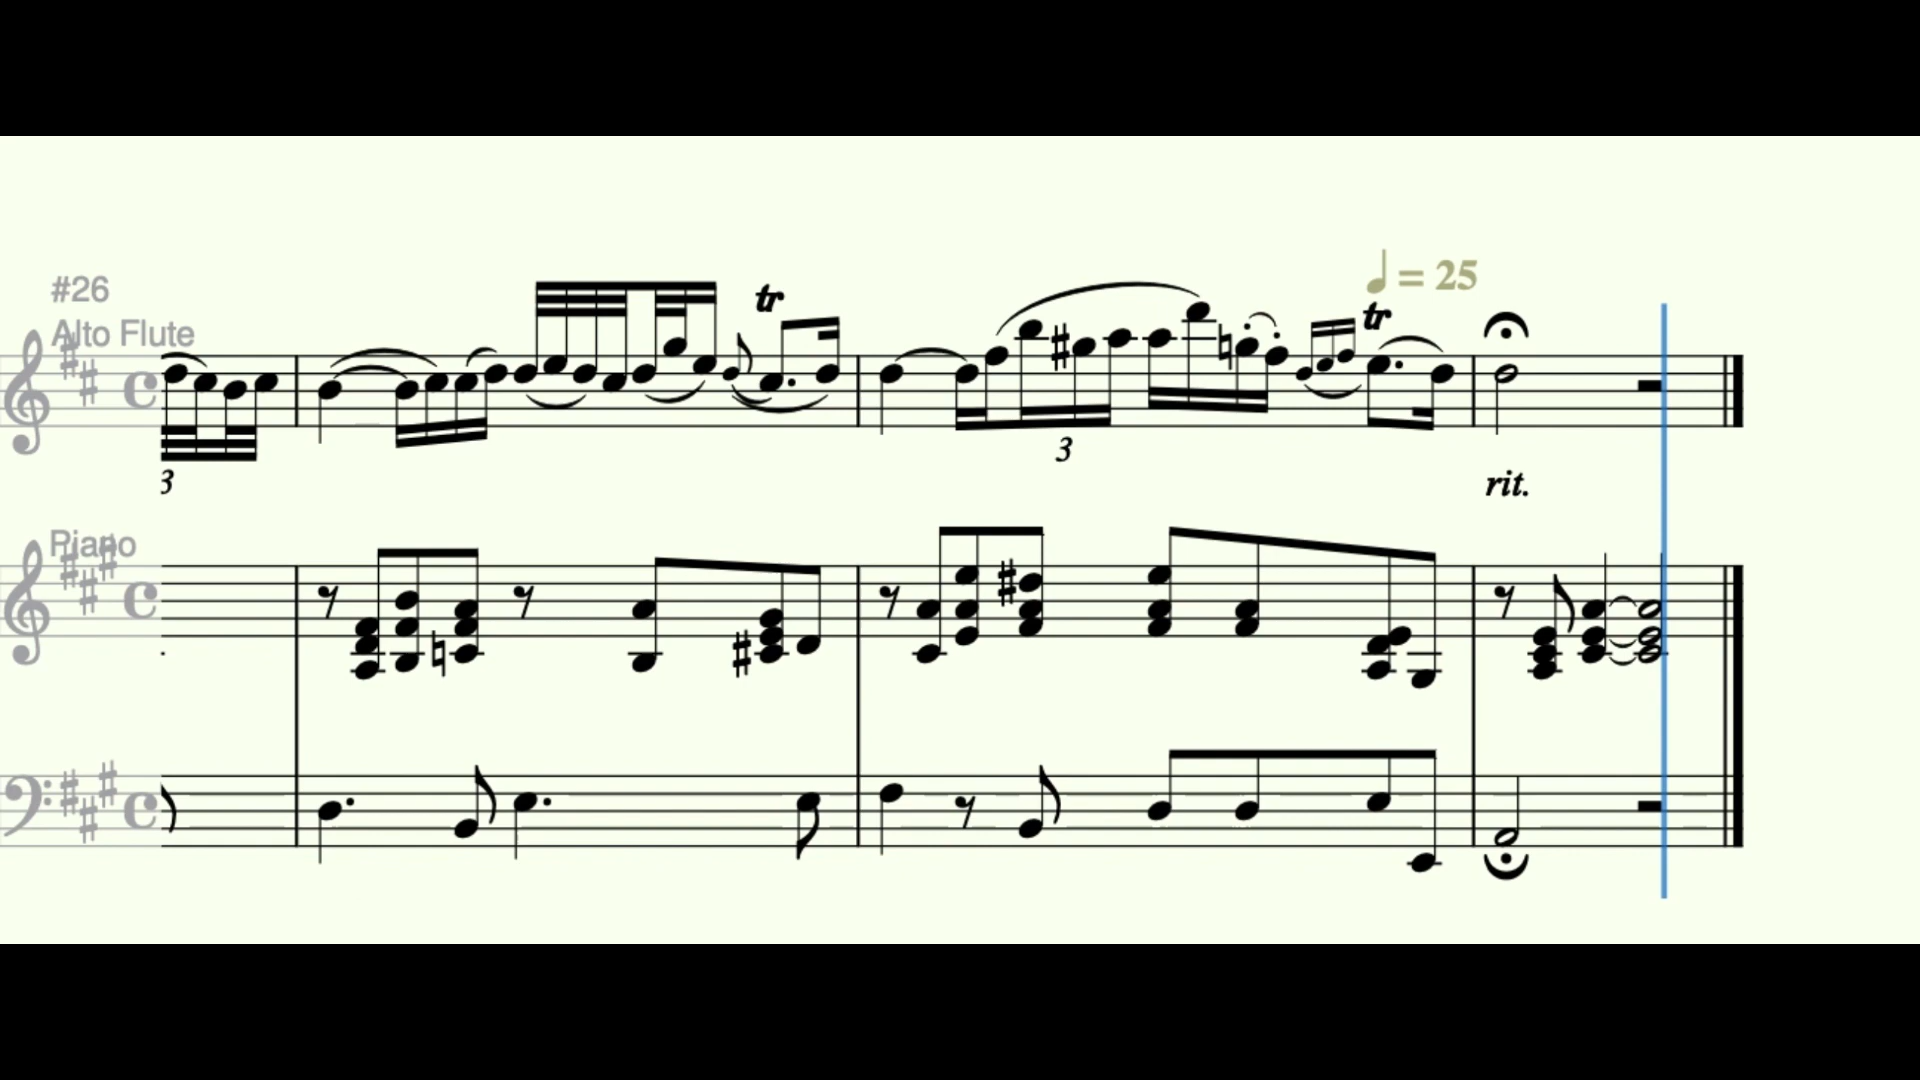 #26
Alto Flute
♩ = 25
tr
tr
3
3
rit.
Piano